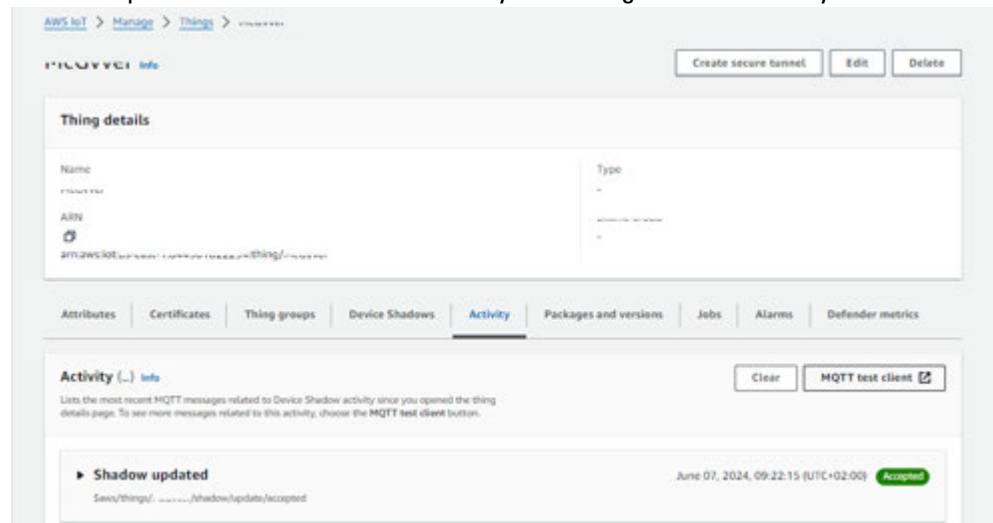 AWS IoT > Manage > Things >
Info
Create secure tunnel
Edit
Delete
Thing details
Name
Type
-
ARN
-
arn:aws:iot: thing/
Attributes
Certificates
Thing groups
Device Shadows
Activity
Packages and versions
Jobs
Alarms
Defender metrics
Activity (_) Info
Clear
MQTT test client
Lists the most recent MQTT messages related to Device Shadow activity since you opened the thing
details page. To see more messages related to this activity, choose the MQTT test client button.
Shadow updated
June 07, 2024, 09:22:15 (UTC+02:00)
Accepted
$aws/things/ /shadow/update/accepted